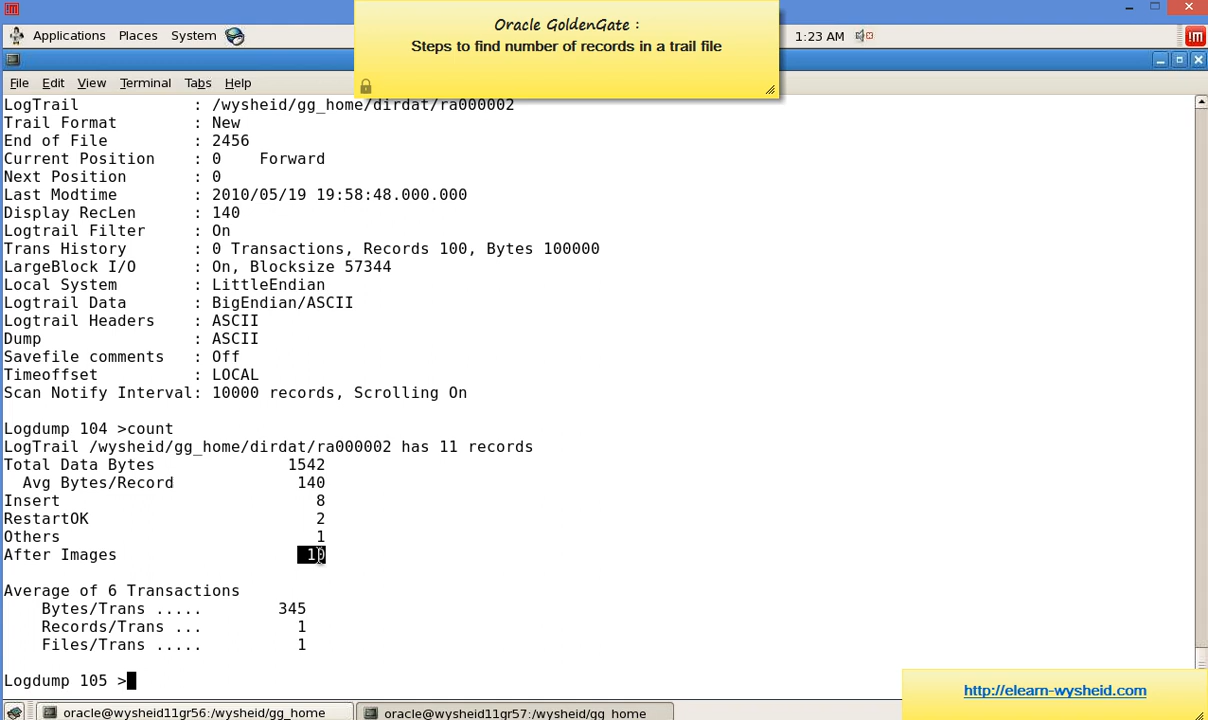 Oracle GoldenGate :
Steps to find number of records in a trail file
Applications Places System
1:23 AM
File Edit View Terminal Tabs Help
LogTrail : /wysheid/gg_home/dirdat/ra000002
Trail Format : New
End of File : 2456
Current Position : 0 Forward
Next Position : 0
Last Modtime : 2010/05/19 19:58:48.000.000
Display RecLen : 140
Logtrail Filter : On
Trans History : 0 Transactions, Records 100, Bytes 100000
LargeBlock I/O : On, Blocksize 57344
Local System : LittleEndian
Logtrail Data : BigEndian/ASCII
Logtrail Headers : ASCII
Dump : ASCII
Savefile comments : Off
Timeoffset : LOCAL
Scan Notify Interval: 10000 records, Scrolling On
Logdump 104 >count
LogTrail /wysheid/gg_home/dirdat/ra000002 has 11 records
Total Data Bytes 1542
Avg Bytes/Record 140
Insert 8
RestartOK 2
Others 1
After Images 10
Average of 6 Transactions
Bytes/Trans ..... 345
Records/Trans ... 1
Files/Trans ..... 1
Logdump 105 >
http://elearn-wysheid.com
oracle@wysheid11gr56:/wysheid/gg_home
oracle@wysheid11gr57:/wysheid/gg_home